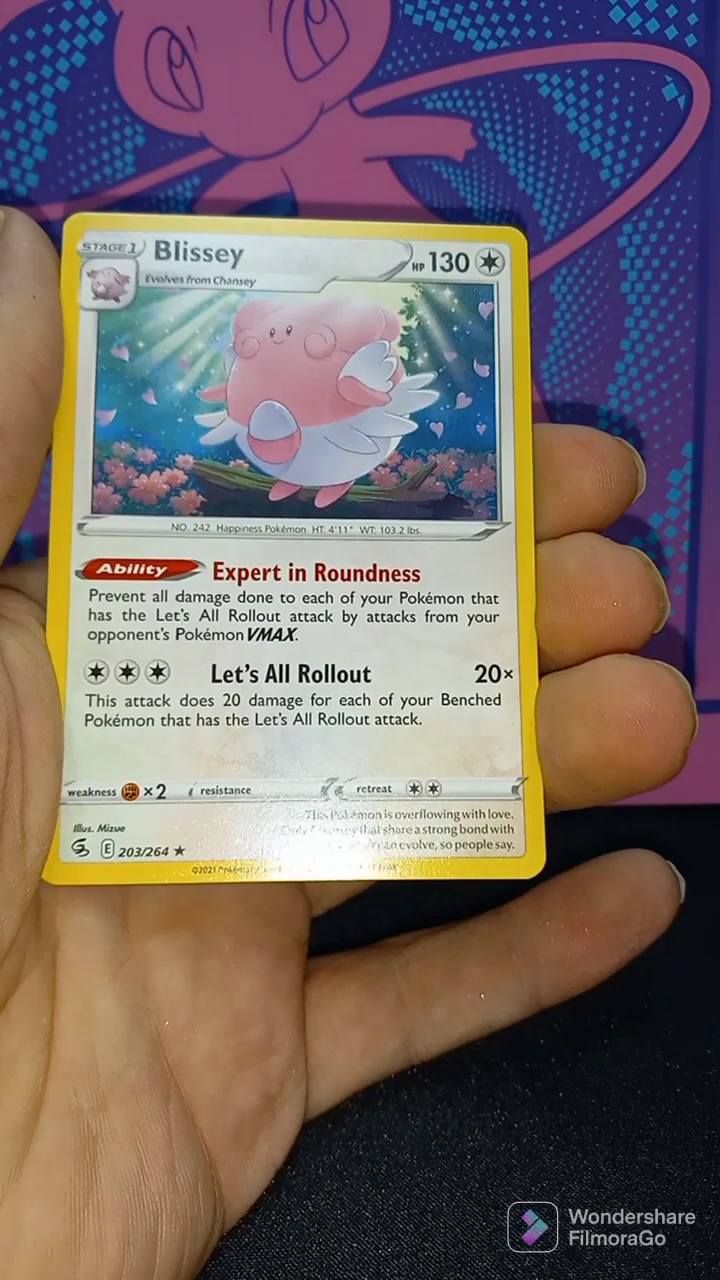 STAGE 1 Blissey HP 130
Evolves from Chansey
NO. 242 Happiness Pokémon HT: 4'11" WT: 103.2 lbs.
Ability Expert in Roundness
Prevent all damage done to each of your Pokémon that
has the Let's All Rollout attack by attacks from your
opponent's Pokémon VMAX.
Let's All Rollout 20×
This attack does 20 damage for each of your Benched
Pokémon that has the Let's All Rollout attack.
weakness ×2 resistance retreat
This Pokémon is overflowing with love.
that share a strong bond with
evolve, so people say.
Illus. Mizue
E 203/264 ★
©2021
Wondershare
FilmoraGo